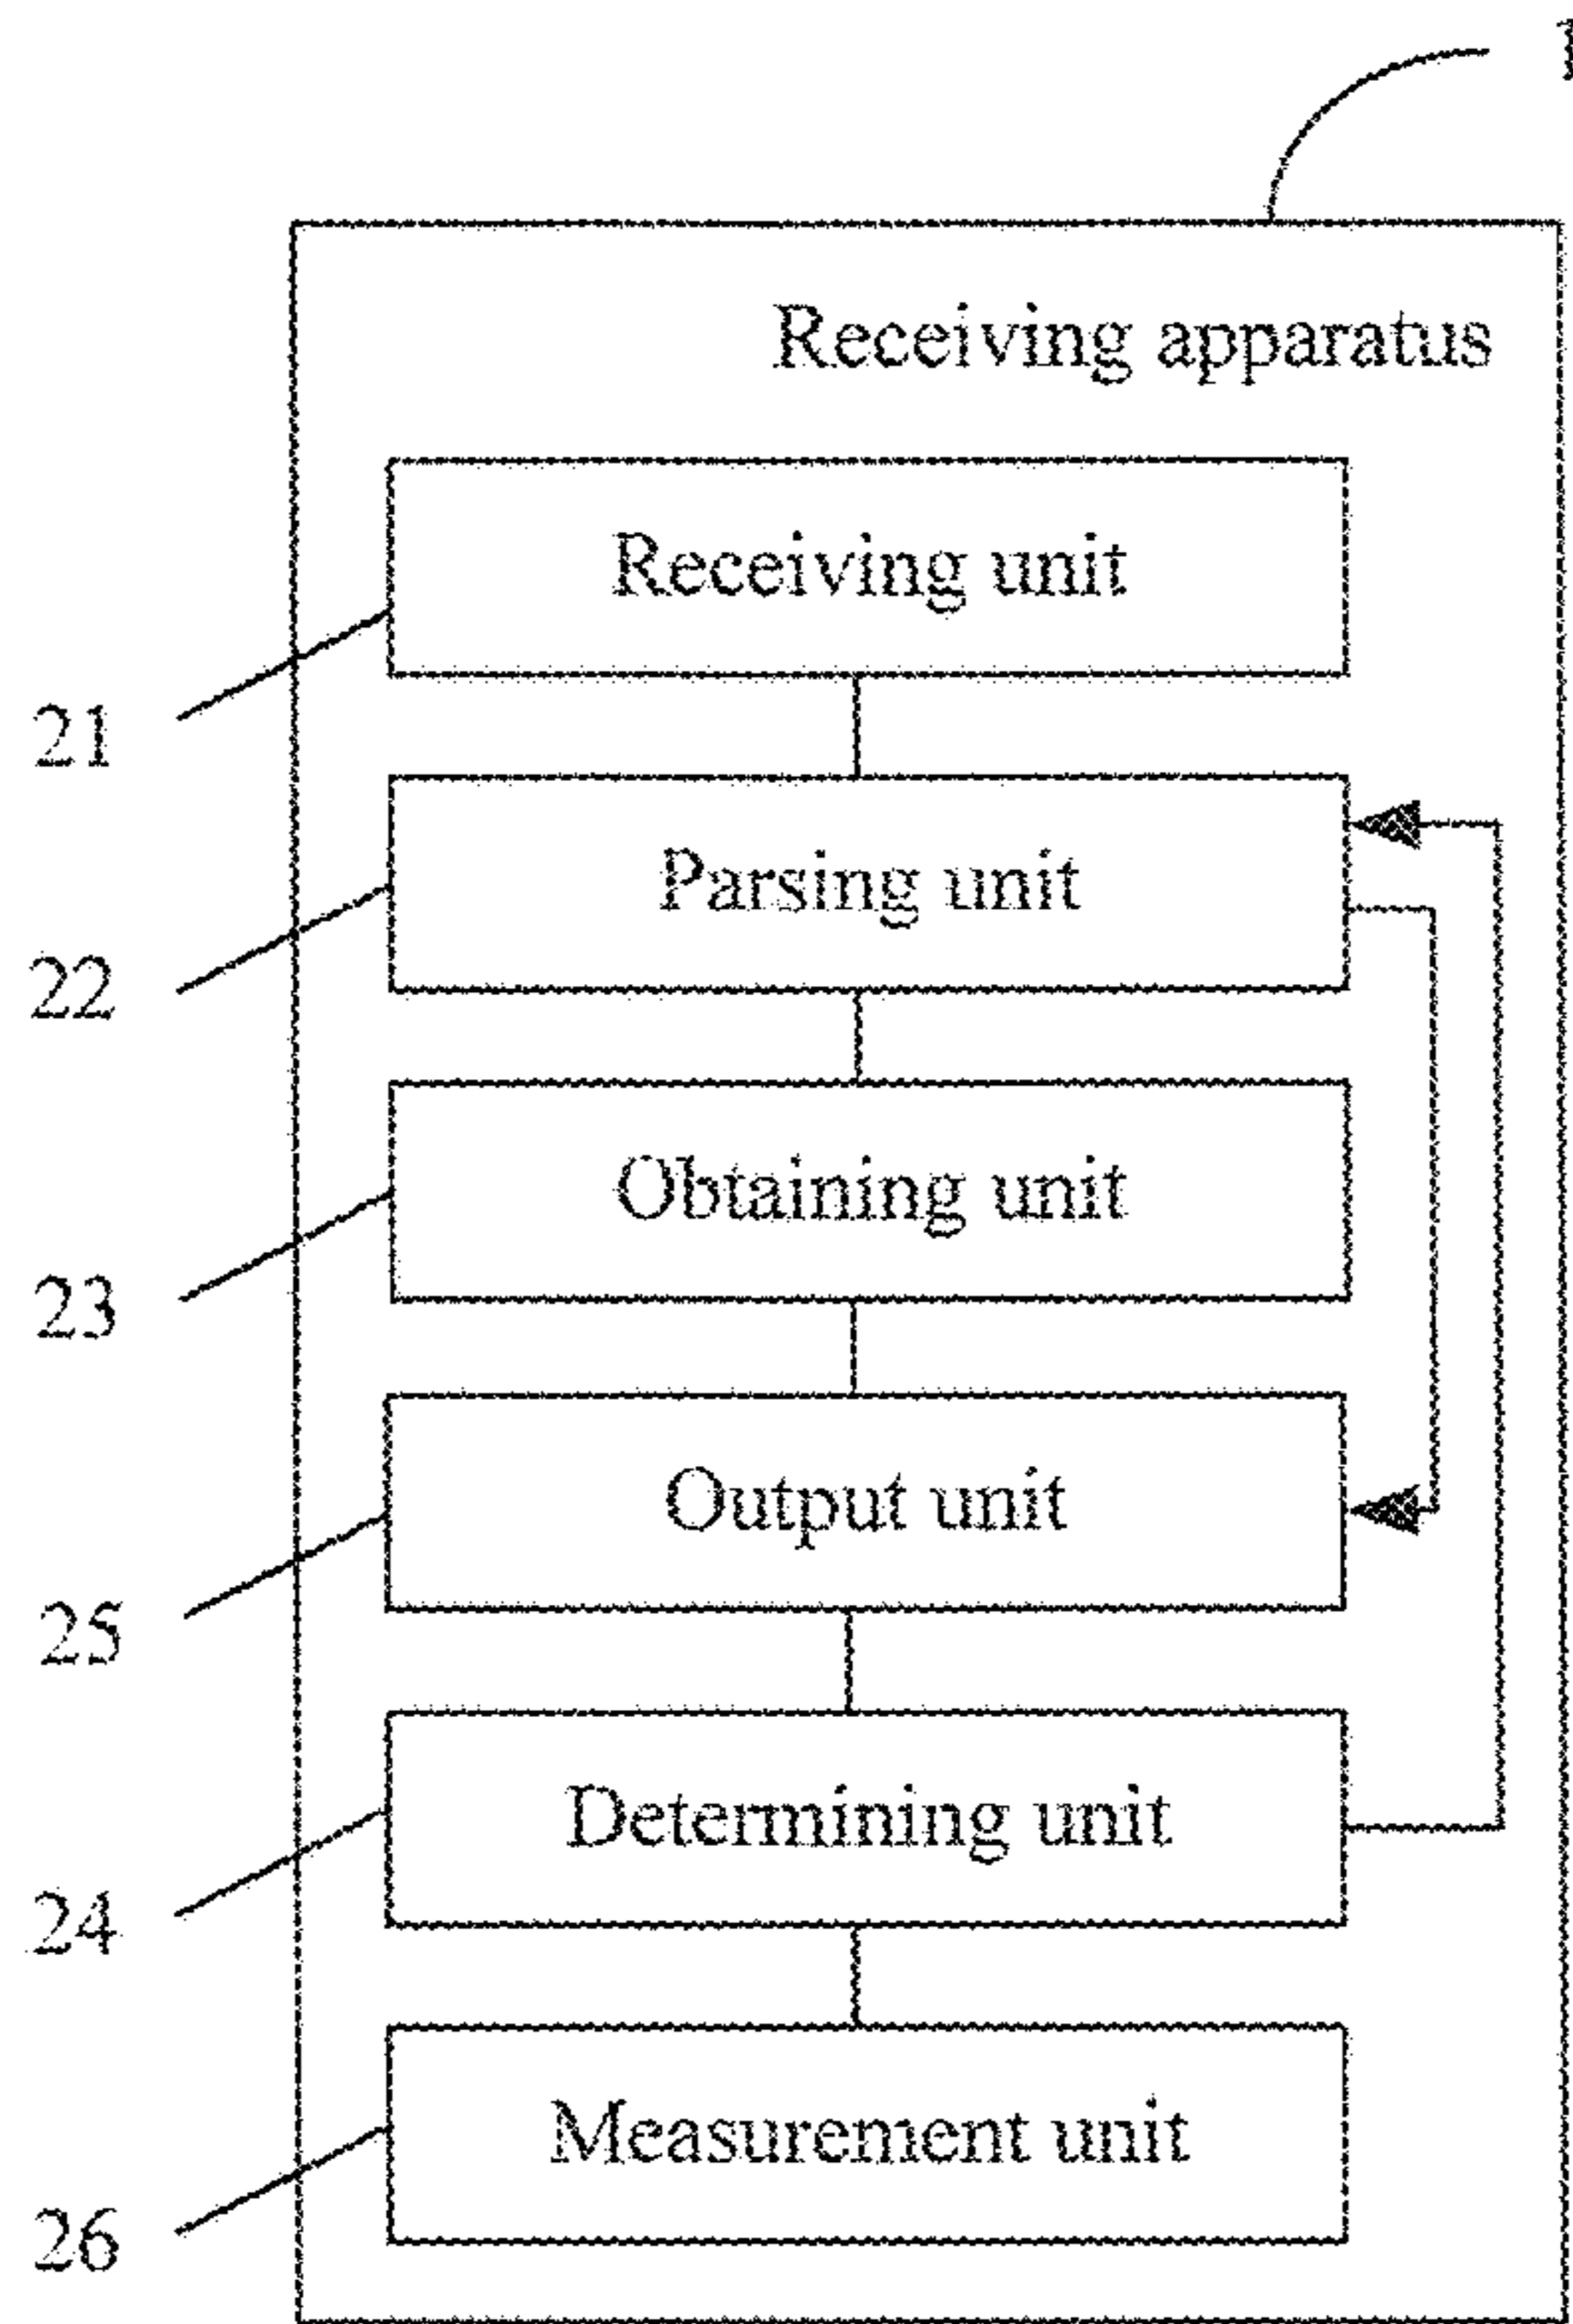 Receiving apparatus
Receiving unit
21
Parsing unit
22
Obtaining unit
23
Output unit
25
Determining unit
24
Measurement unit
26